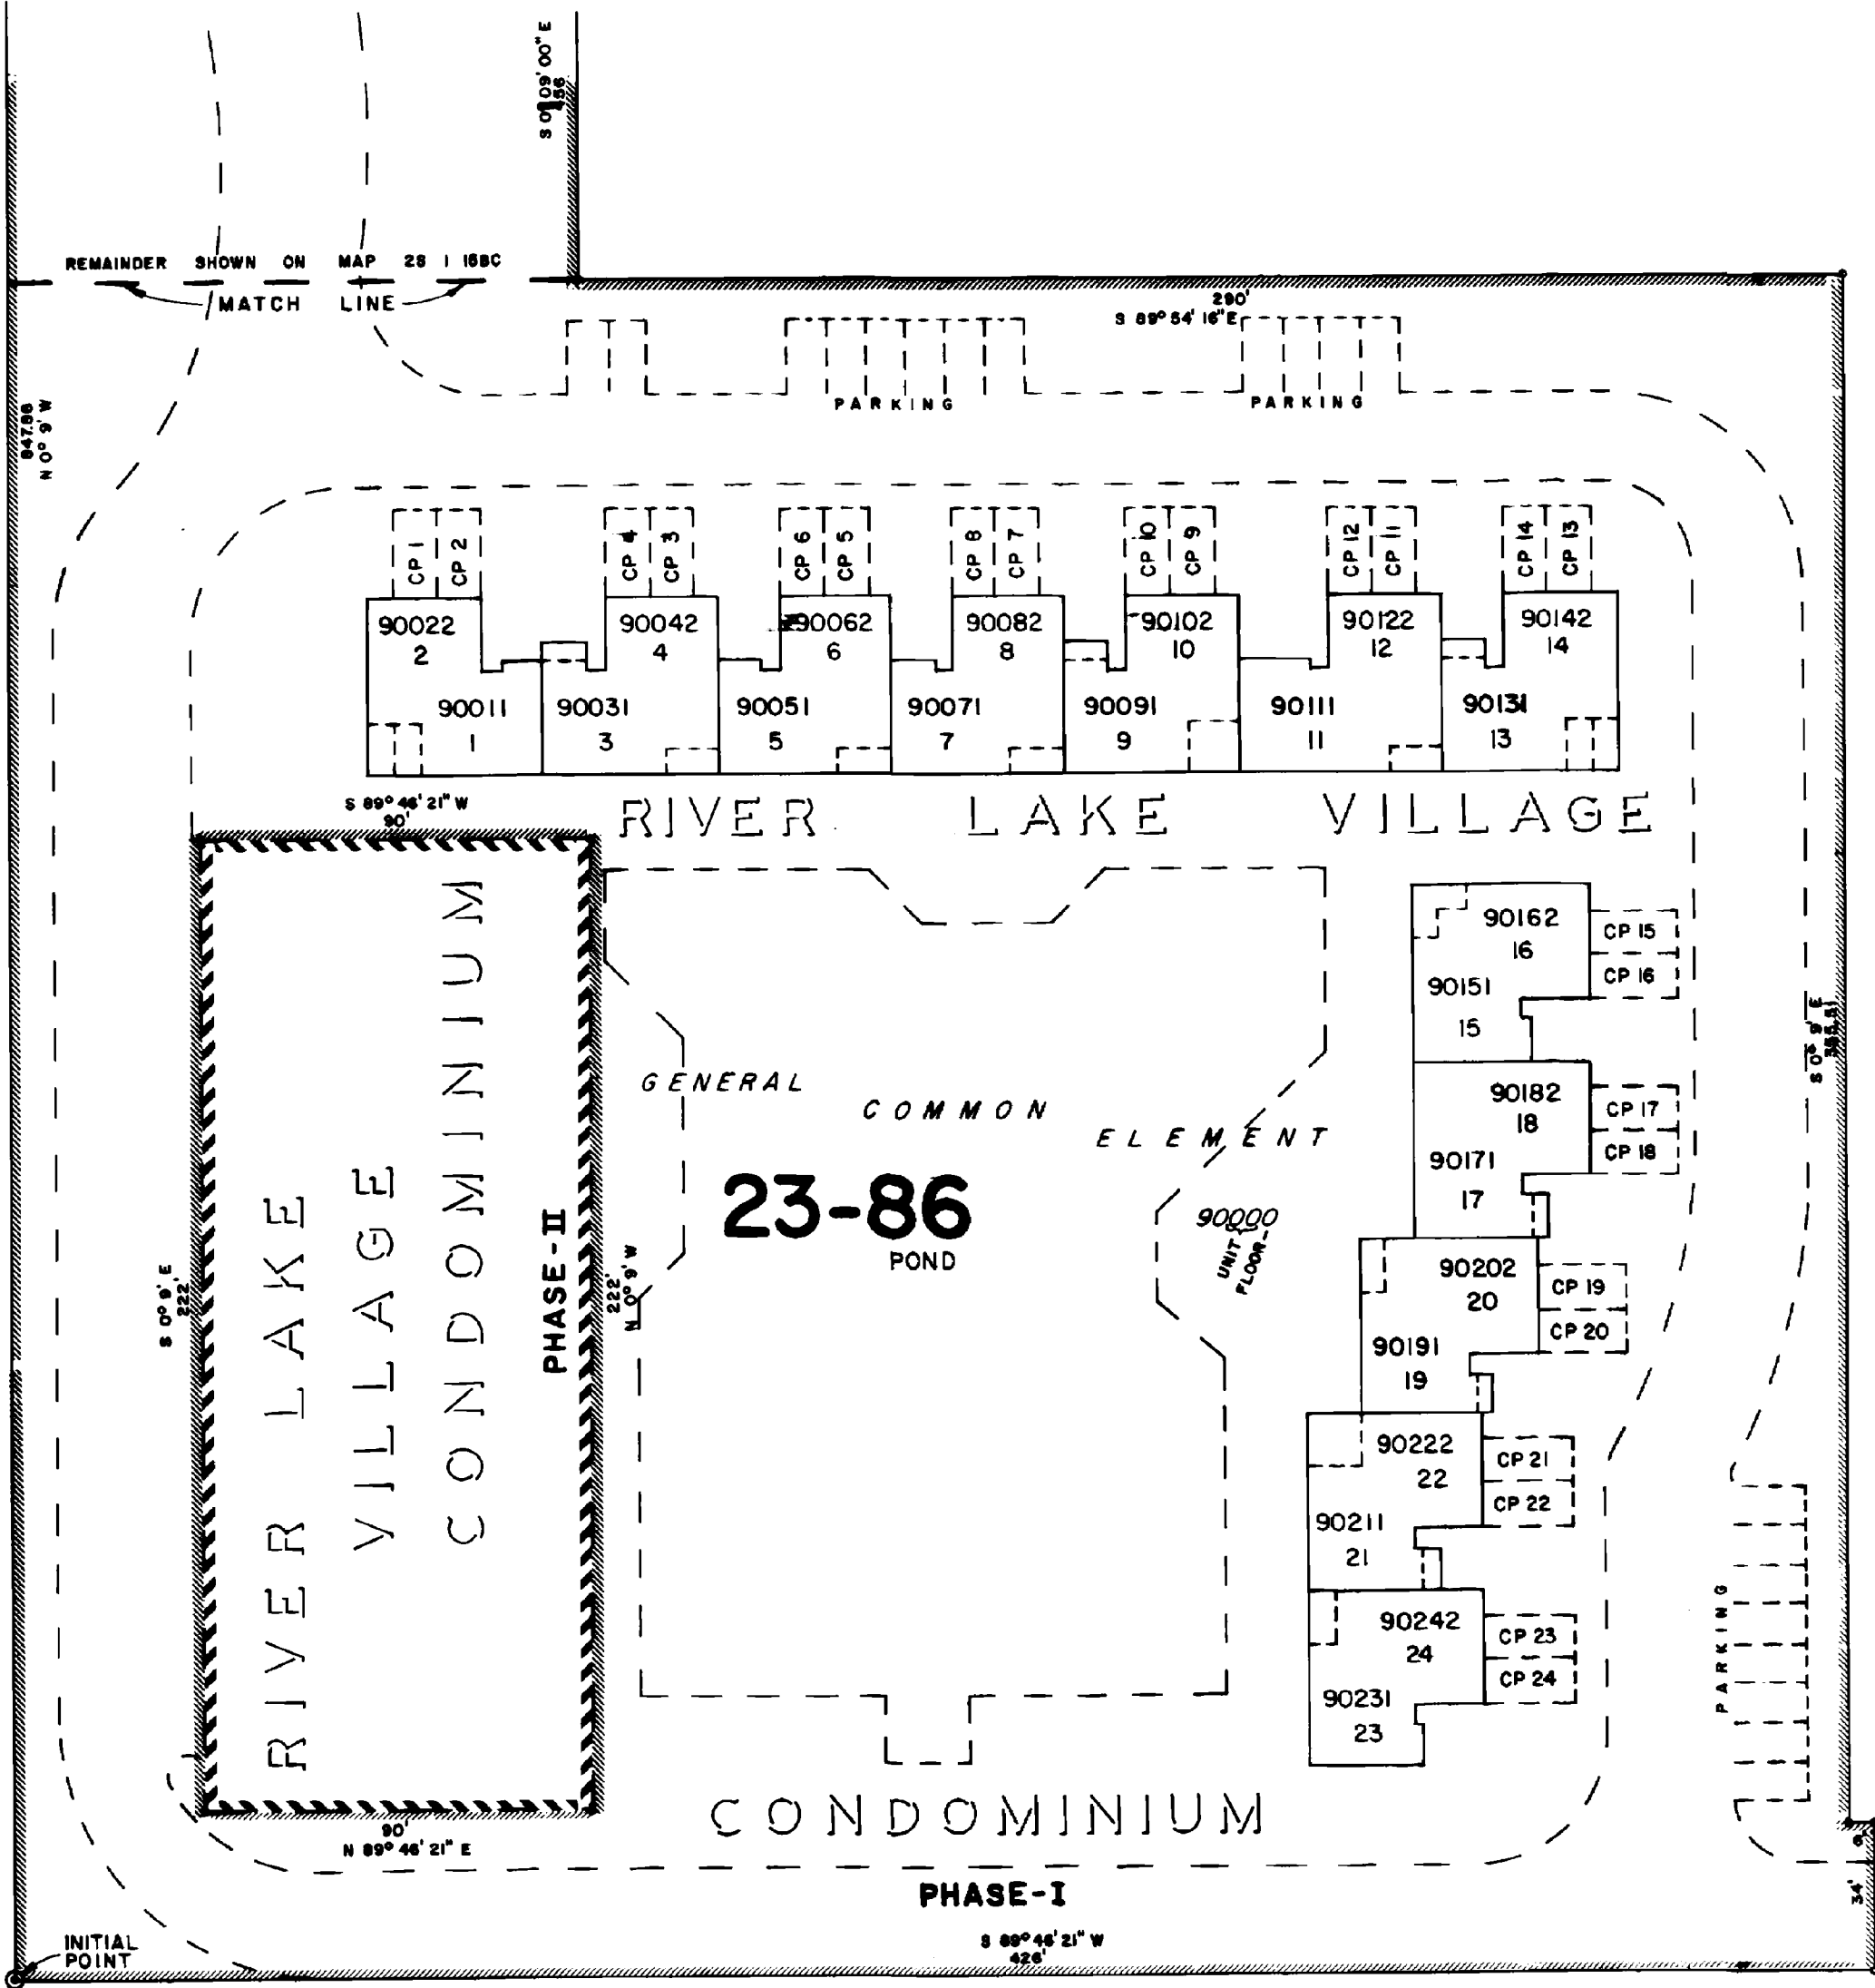 S 0°09' 00" E
456
REMAINDER SHOWN ON MAP 2S 1 16BC
MATCH LINE
290'
S 89° 54' 16" E
PARKING
PARKING
847.86
N 0° 9' W
CP 1
CP 2
CP 4
CP 3
CP 6
CP 5
CP 8
CP 7
CP 10
CP 9
CP 12
CP 11
CP 14
CP 13
90022
2
90042
4
90062
6
90082
8
90102
10
90122
12
90142
14
90011
1
90031
3
90051
5
90071
7
90091
9
90111
11
90131
13
S 89° 46' 21" W
90'
RIVER LAKE VILLAGE
90162
16
CP 15
CP 16
90151
15
S 0° 9' E
GENERAL COMMON ELEMENT
90182
18
CP 17
CP 18
90171
17
23-86
POND
90000
UNIT
FLOOR
RIVER LAKE
VILLAGE
CONDOMINIUM
PHASE-II
222'
N 0° 9' W
S 0° 9' E
222'
90202
20
CP 19
CP 20
90191
19
90222
22
CP 21
CP 22
90211
21
90242
24
CP 23
CP 24
90231
23
PARKING
CONDOMINIUM
90'
N 89° 46' 21" E
6'
34'
PHASE-I
S 89° 46' 21" W
426'
INITIAL
POINT